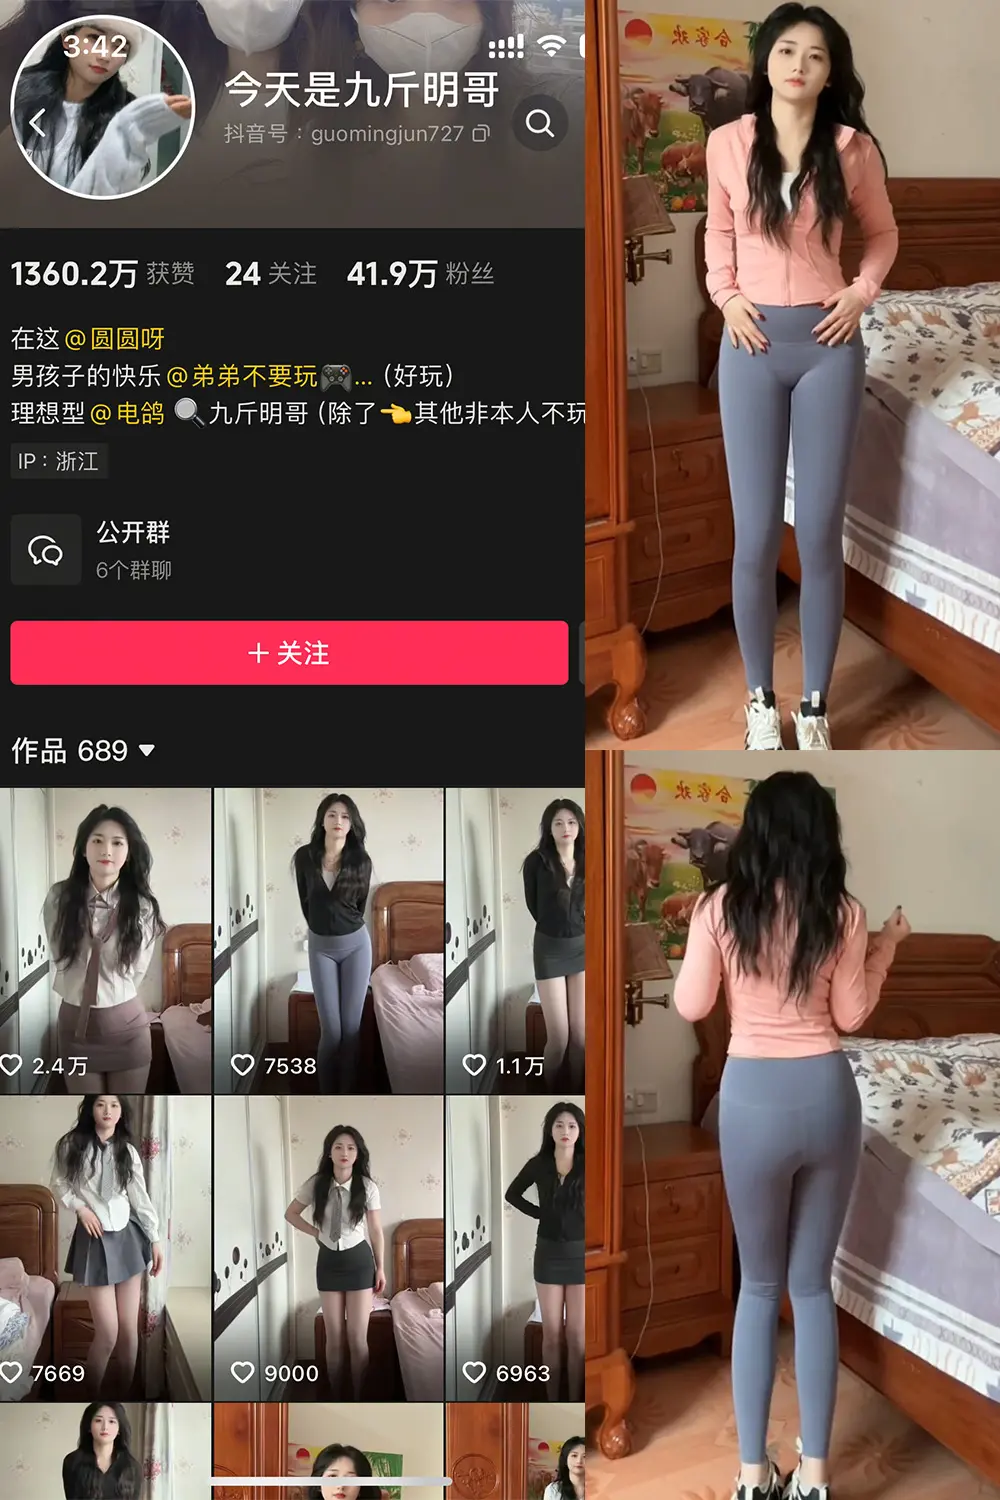 3:42
今天是九斤明哥
抖音号：guomingjun727
1360.2万 获赞 24 关注 41.9万 粉丝
在这@圆圆呀
男孩子的快乐@弟弟不要玩🎮...（好玩）
理想型@电鸽 🔍九斤明哥（除了👈其他非本人不玩
IP：浙江
公开群
6个群聊
+ 关注
作品 689
2.4万
7538
1.1万
7669
9000
6963
合家欢
合家欢